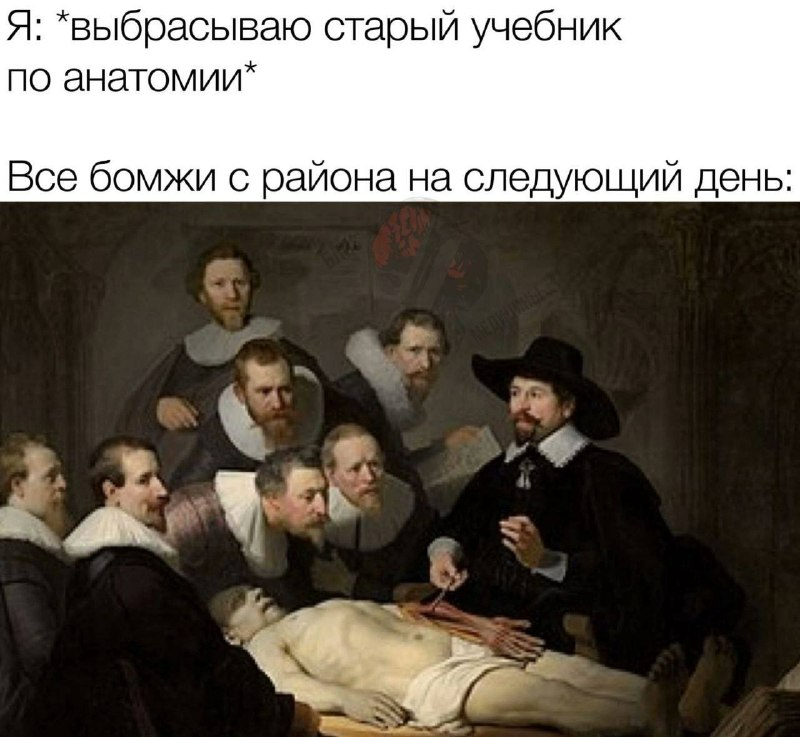 Я: *выбрасываю старый учебник
по анатомии*
Все бомжи с района на следующий день: